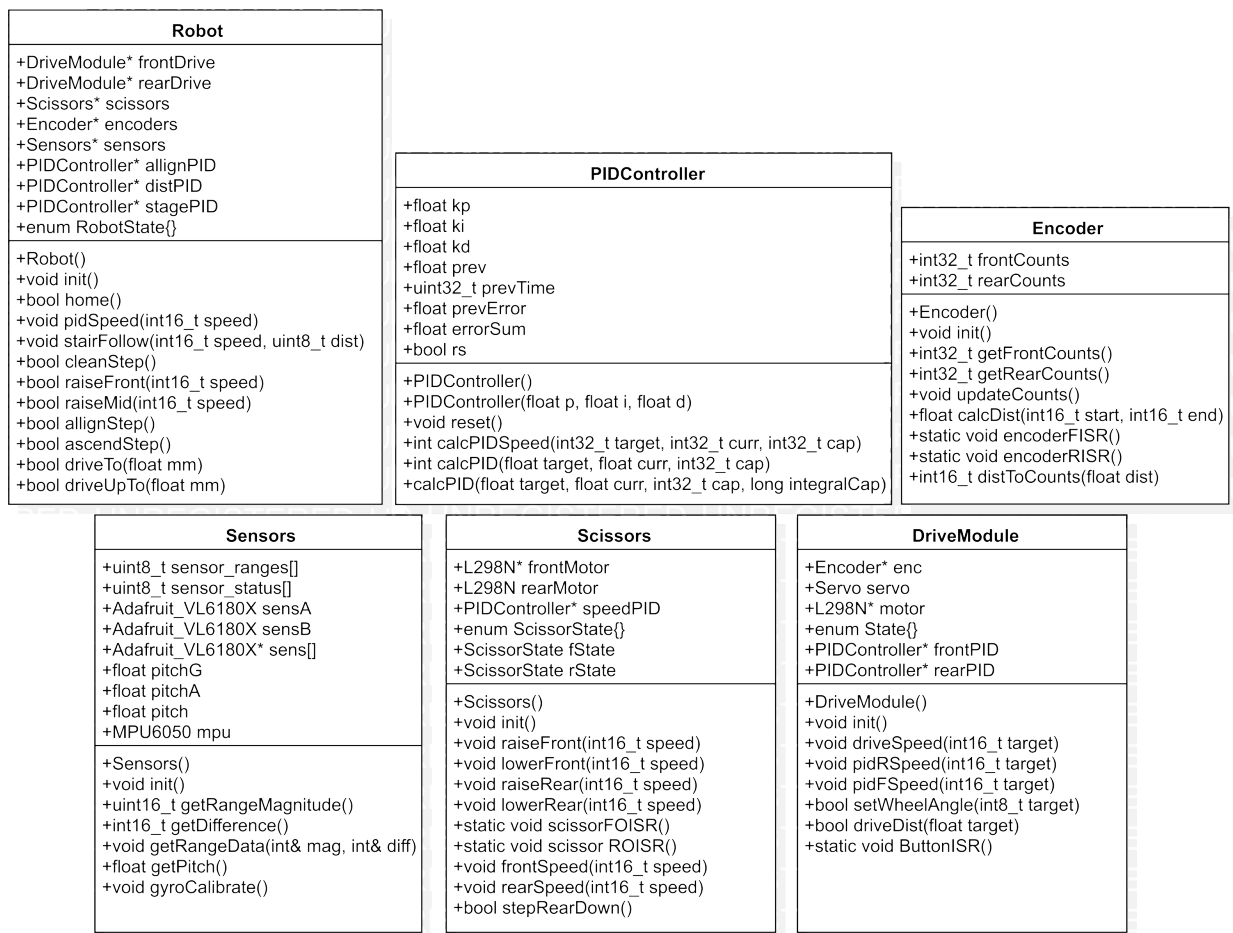 Robot
+DriveModule* frontDrive
+DriveModule* rearDrive
+Scissors* scissors
+Encoder* encoders
+Sensors* sensors
+PIDController* allignPID
+PIDController* distPID
+PIDController* stagePID
+enum RobotState{}
+Robot()
+void init()
+bool home()
+void pidSpeed(int16_t speed)
+void stairFollow(int16_t speed, uint8_t dist)
+bool cleanStep()
+bool raiseFront(int16_t speed)
+bool raiseMid(int16_t speed)
+bool allignStep()
+bool ascendStep()
+bool driveTo(float mm)
+bool driveUpTo(float mm)
PIDController
+float kp
+float ki
+float kd
+float prev
+uint32_t prevTime
+float prevError
+float errorSum
+bool rs
+PIDController()
+PIDController(float p, float i, float d)
+void reset()
+int calcPIDSpeed(int32_t target, int32_t curr, int32_t cap)
+int calcPID(float target, float curr, int32_t cap)
+calcPID(float target, float curr, int32_t cap, long integralCap)
Encoder
+int32_t frontCounts
+int32_t rearCounts
+Encoder()
+void init()
+int32_t getFrontCounts()
+int32_t getRearCounts()
+void updateCounts()
+float calcDist(int16_t start, int16_t end)
+static void encoderFISR()
+static void encoderRISR()
+int16_t distToCounts(float dist)
Sensors
+uint8_t sensor_ranges[]
+uint8_t sensor_status[]
+Adafruit_VL6180X sensA
+Adafruit_VL6180X sensB
+Adafruit_VL6180X* sens[]
+float pitchG
+float pitchA
+float pitch
+MPU6050 mpu
+Sensors()
+void init()
+uint16_t getRangeMagnitude()
+int16_t getDifference()
+void getRangeData(int& mag, int& diff)
+float getPitch()
+void gyroCalibrate()
Scissors
+L298N* frontMotor
+L298N rearMotor
+PIDController* speedPID
+enum ScissorState{}
+ScissorState fState
+ScissorState rState
+Scissors()
+void init()
+void raiseFront(int16_t speed)
+void lowerFront(int16_t speed)
+void raiseRear(int16_t speed)
+void lowerRear(int16_t speed)
+static void scissorFOISR()
+static void scissor ROISR()
+void frontSpeed(int16_t speed)
+void rearSpeed(int16_t speed)
+bool stepRearDown()
DriveModule
+Encoder* enc
+Servo servo
+L298N* motor
+enum State{}
+PIDController* frontPID
+PIDController* rearPID
+DriveModule()
+void init()
+void driveSpeed(int16_t target)
+void pidRSpeed(int16_t target)
+void pidFSpeed(int16_t target)
+bool setWheelAngle(int8_t target)
+bool driveDist(float target)
+static void ButtonISR()